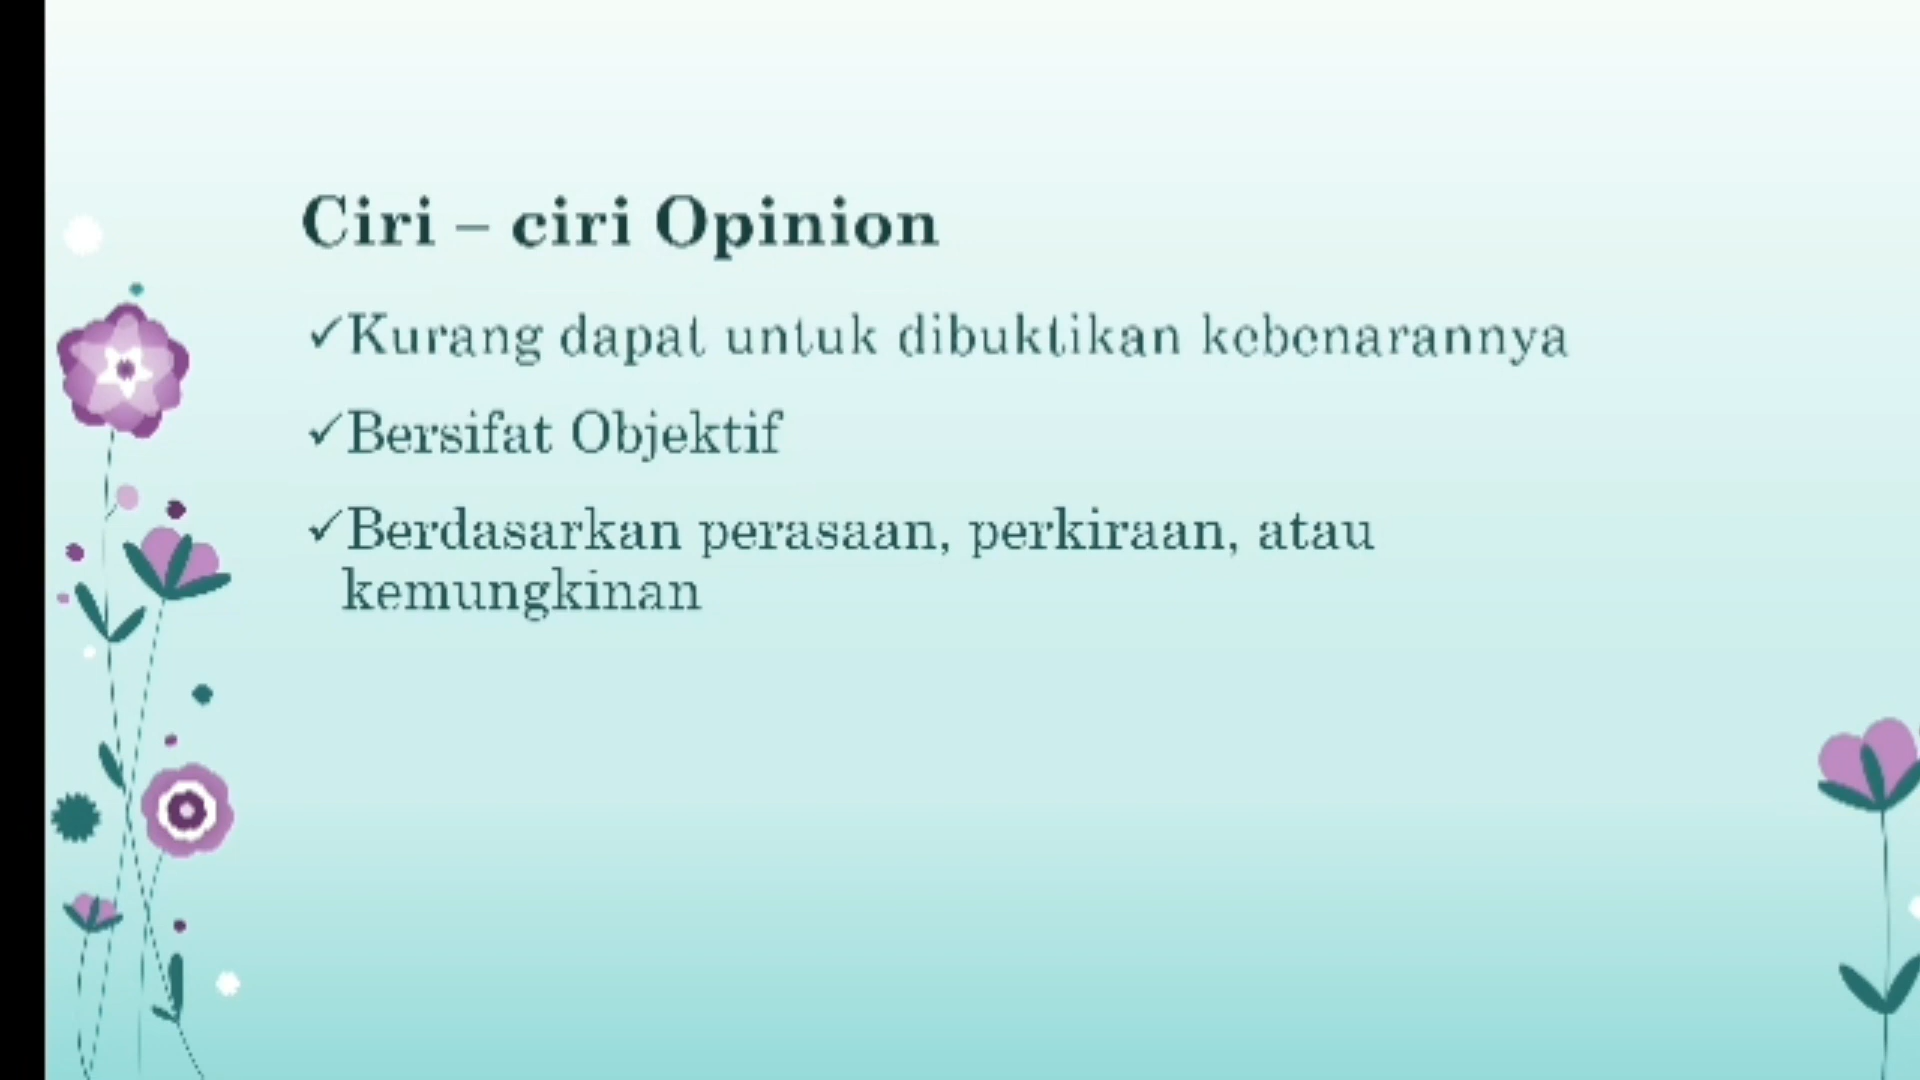 Ciri – ciri Opinion
✓Kurang dapat untuk dibuktikan kebenarannya
✓Bersifat Objektif
✓Berdasarkan perasaan, perkiraan, atau
kemungkinan